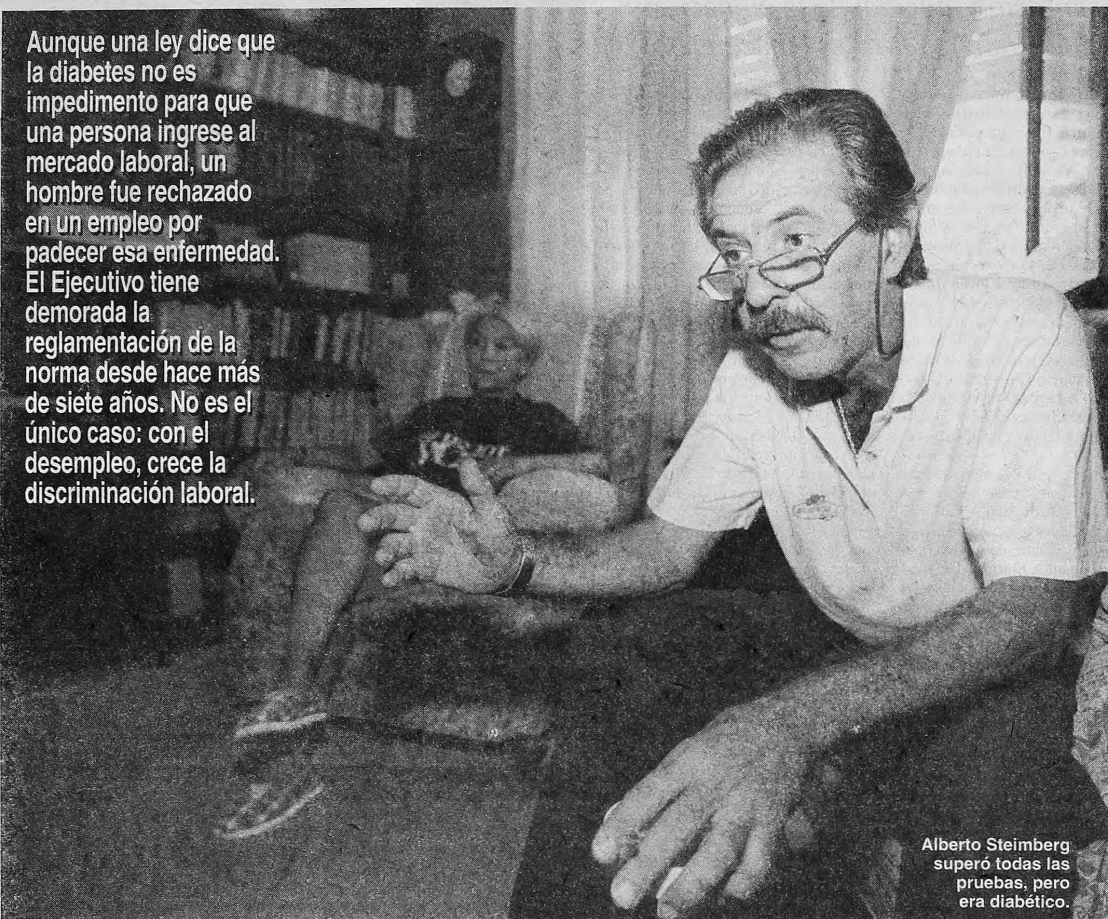 Aunque una ley dice que
la diabetes no es
impedimento para que
una persona ingrese al
mercado laboral, un
hombre fue rechazado
en un empleo por
padecer esa enfermedad.
El Ejecutivo tiene
demorada la
reglamentación de la
norma desde hace más
de siete años. No es el
único caso: con el
desempleo, crece la
discriminación laboral.
Alberto Steimberg
superó todas las
pruebas, pero
era diabético.